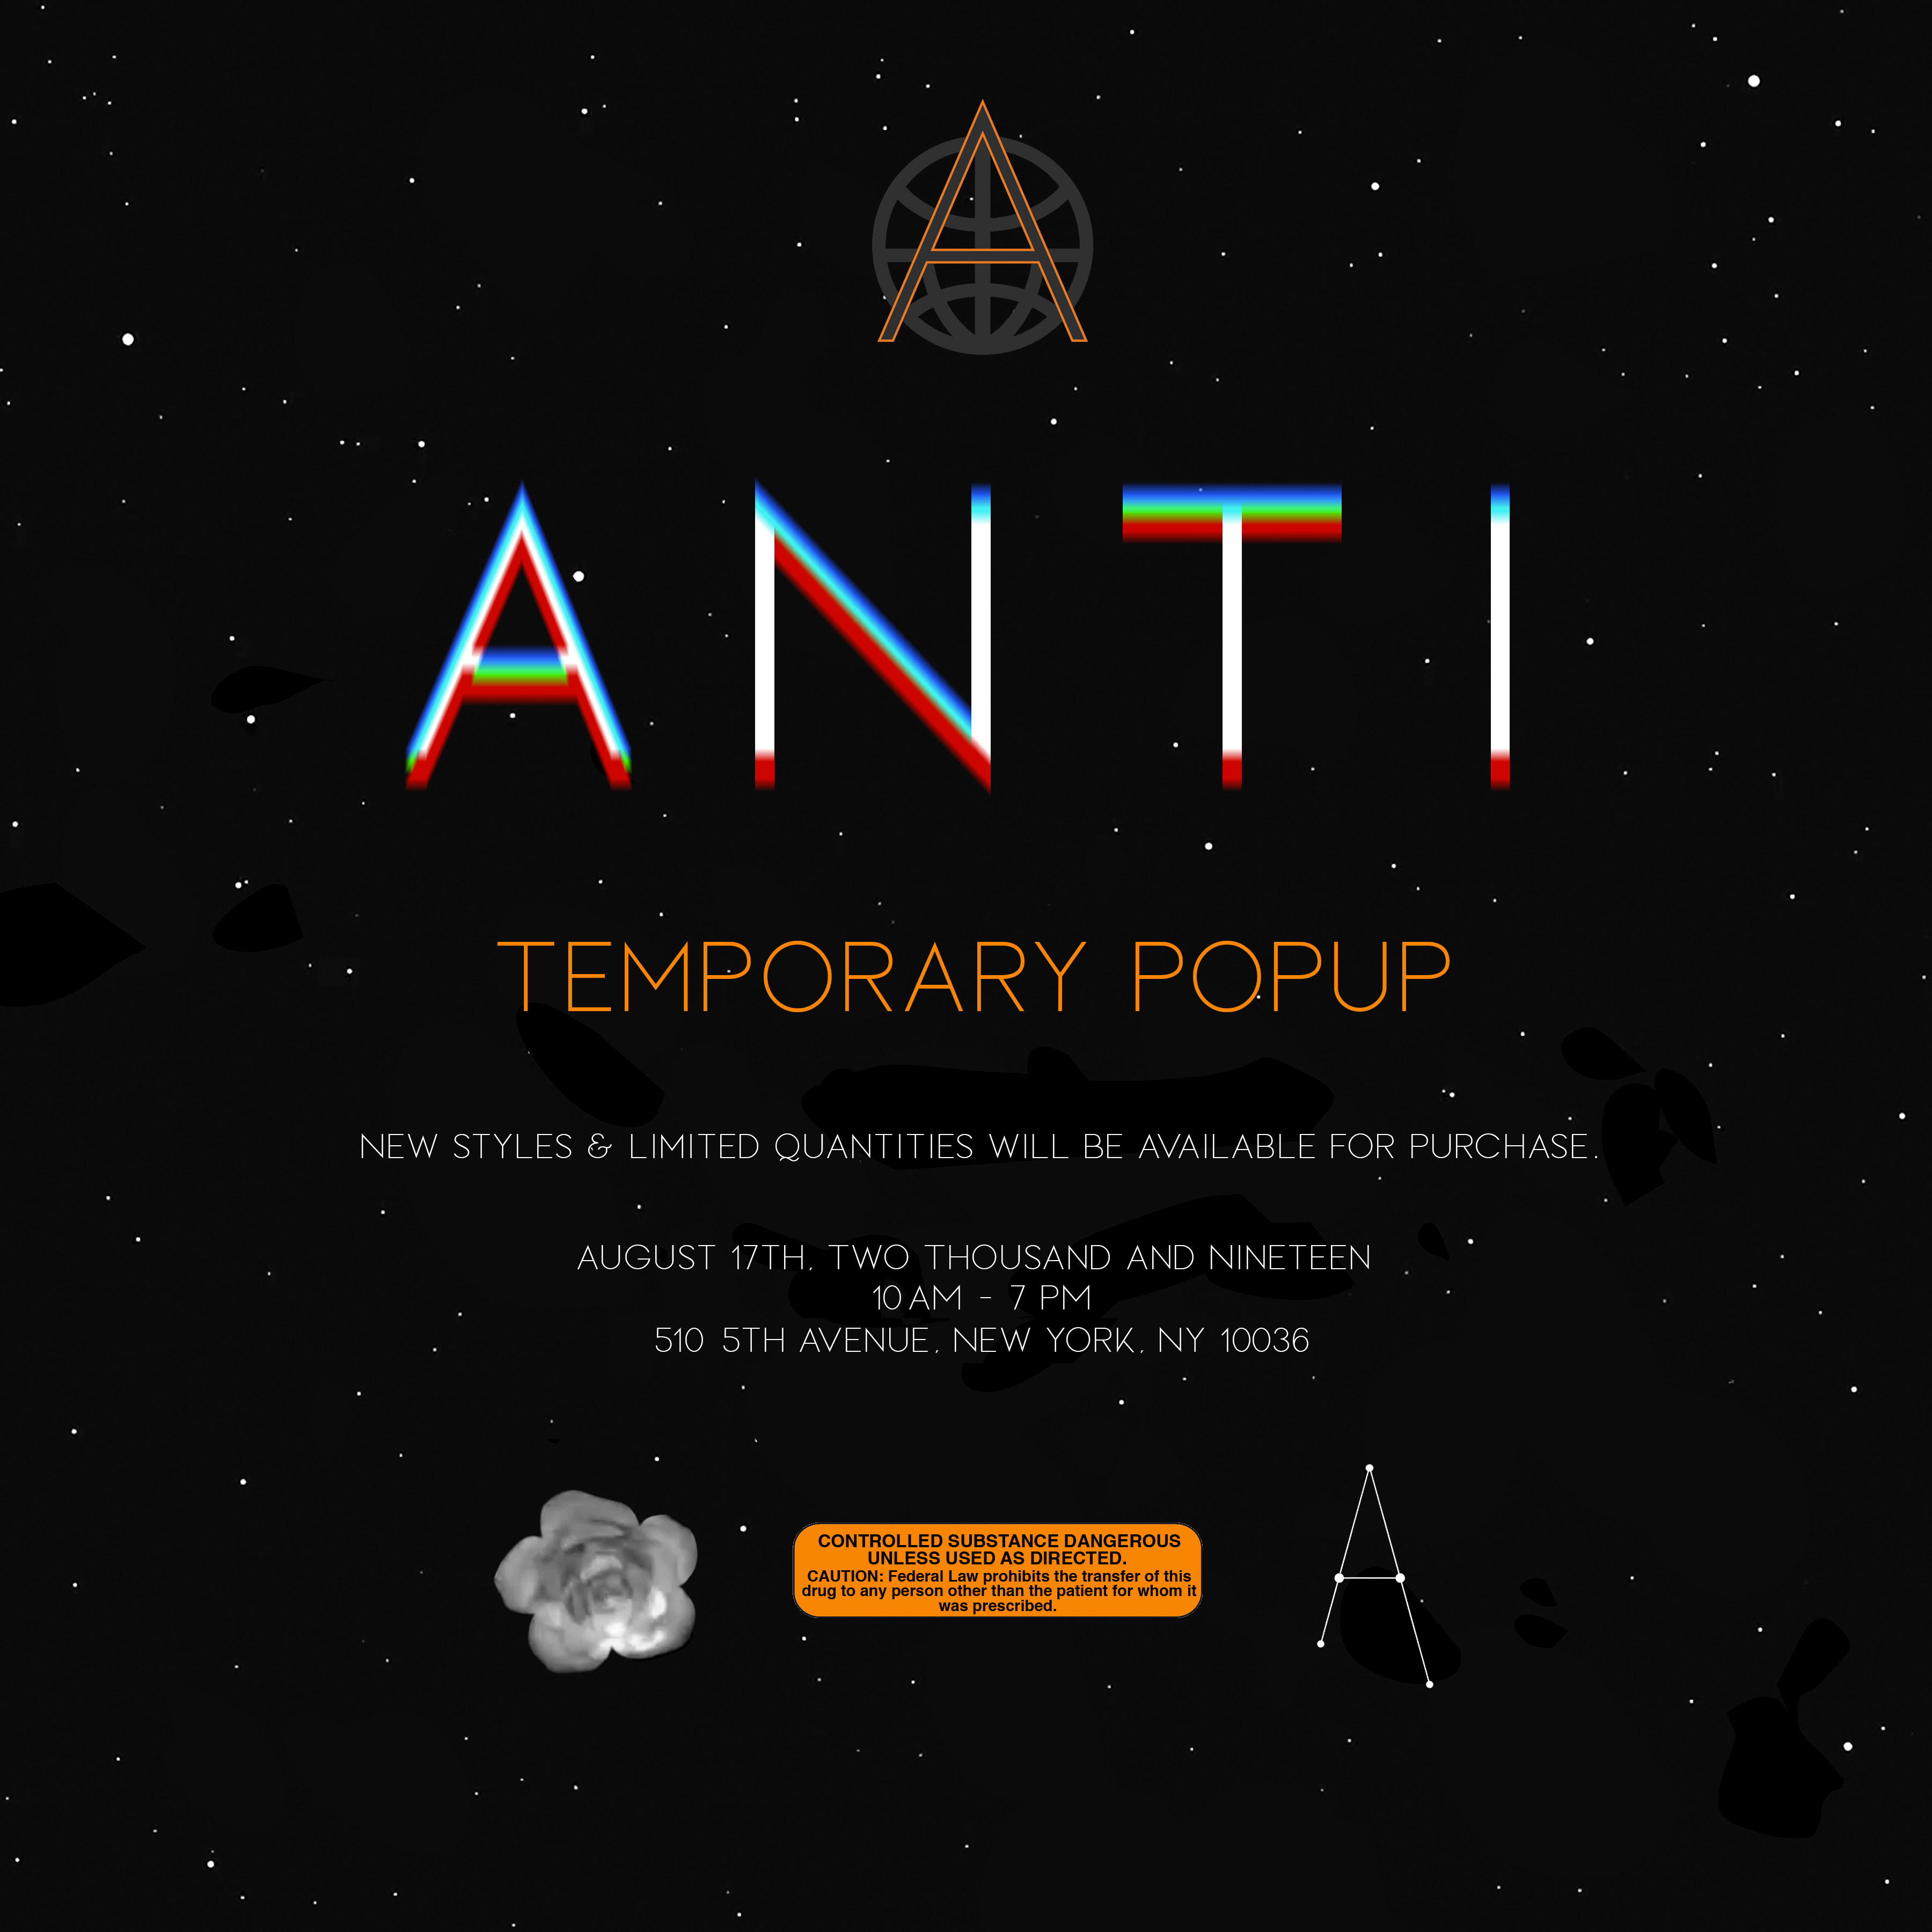 A
ANTI
TEMPORARY POPUP
NEW STYLES & LIMITED QUANTITIES WILL BE AVAILABLE FOR PURCHASE.
AUGUST 17TH, TWO THOUSAND AND NINETEEN
10 AM - 7 PM
510 5TH AVENUE, NEW YORK, NY 10036
CONTROLLED SUBSTANCE DANGEROUS
UNLESS USED AS DIRECTED.
CAUTION: Federal Law prohibits the transfer of this
drug to any person other than the patient for whom it
was prescribed.
A